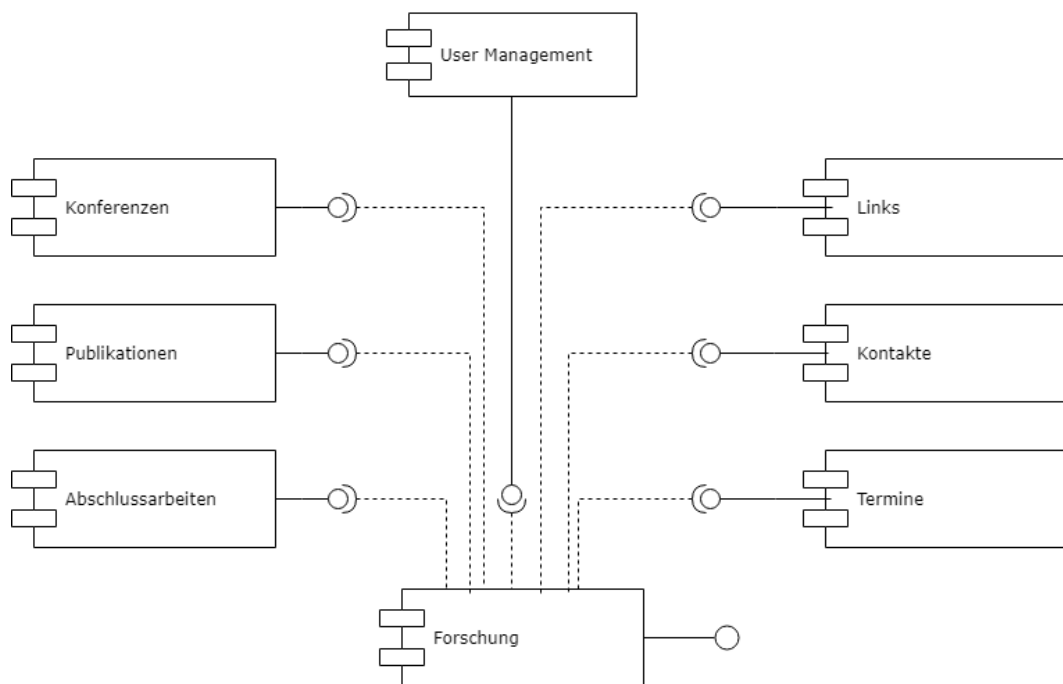 User Management
Konferenzen
Links
Publikationen
Kontakte
Abschlussarbeiten
Termine
Forschung